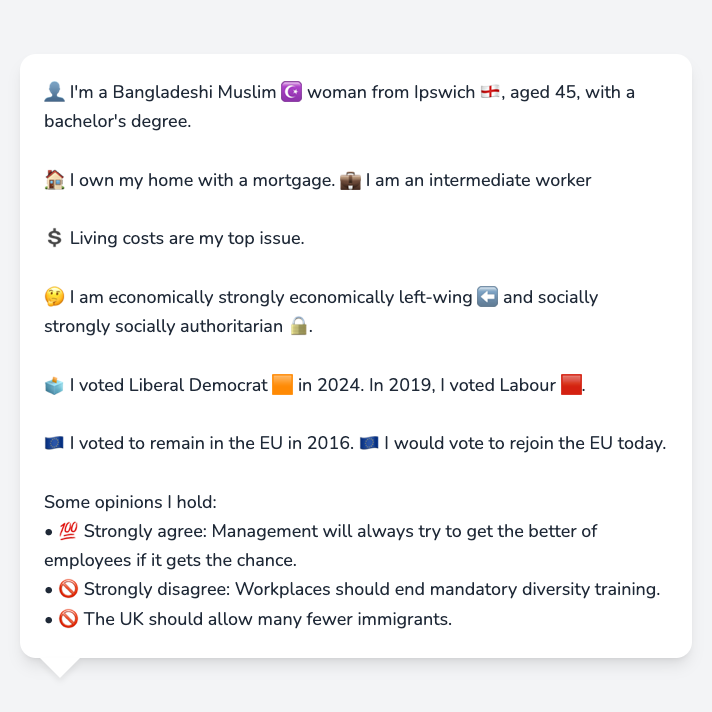 👤 I'm a Bangladeshi Muslim ☪️ woman from Ipswich 🏴󠁧󠁢󠁥󠁮󠁧󠁿, aged 45, with a
bachelor's degree.
🏠 I own my home with a mortgage. 💼 I am an intermediate worker
💲 Living costs are my top issue.
🤔 I am economically strongly economically left-wing ⬅️ and socially
strongly socially authoritarian 🔒.
🗳️ I voted Liberal Democrat 🟧 in 2024. In 2019, I voted Labour 🟥.
🇪🇺 I voted to remain in the EU in 2016. 🇪🇺 I would vote to rejoin the EU today.
Some opinions I hold:
• 💯 Strongly agree: Management will always try to get the better of
employees if it gets the chance.
• 🚫 Strongly disagree: Workplaces should end mandatory diversity training.
• 🚫 The UK should allow many fewer immigrants.